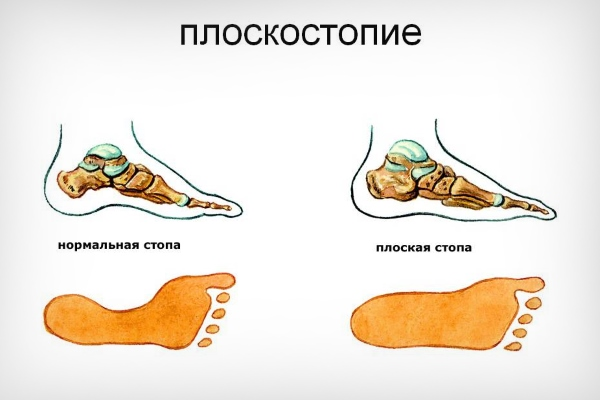 плоскостопие
нормальная стопа
плоская стопа